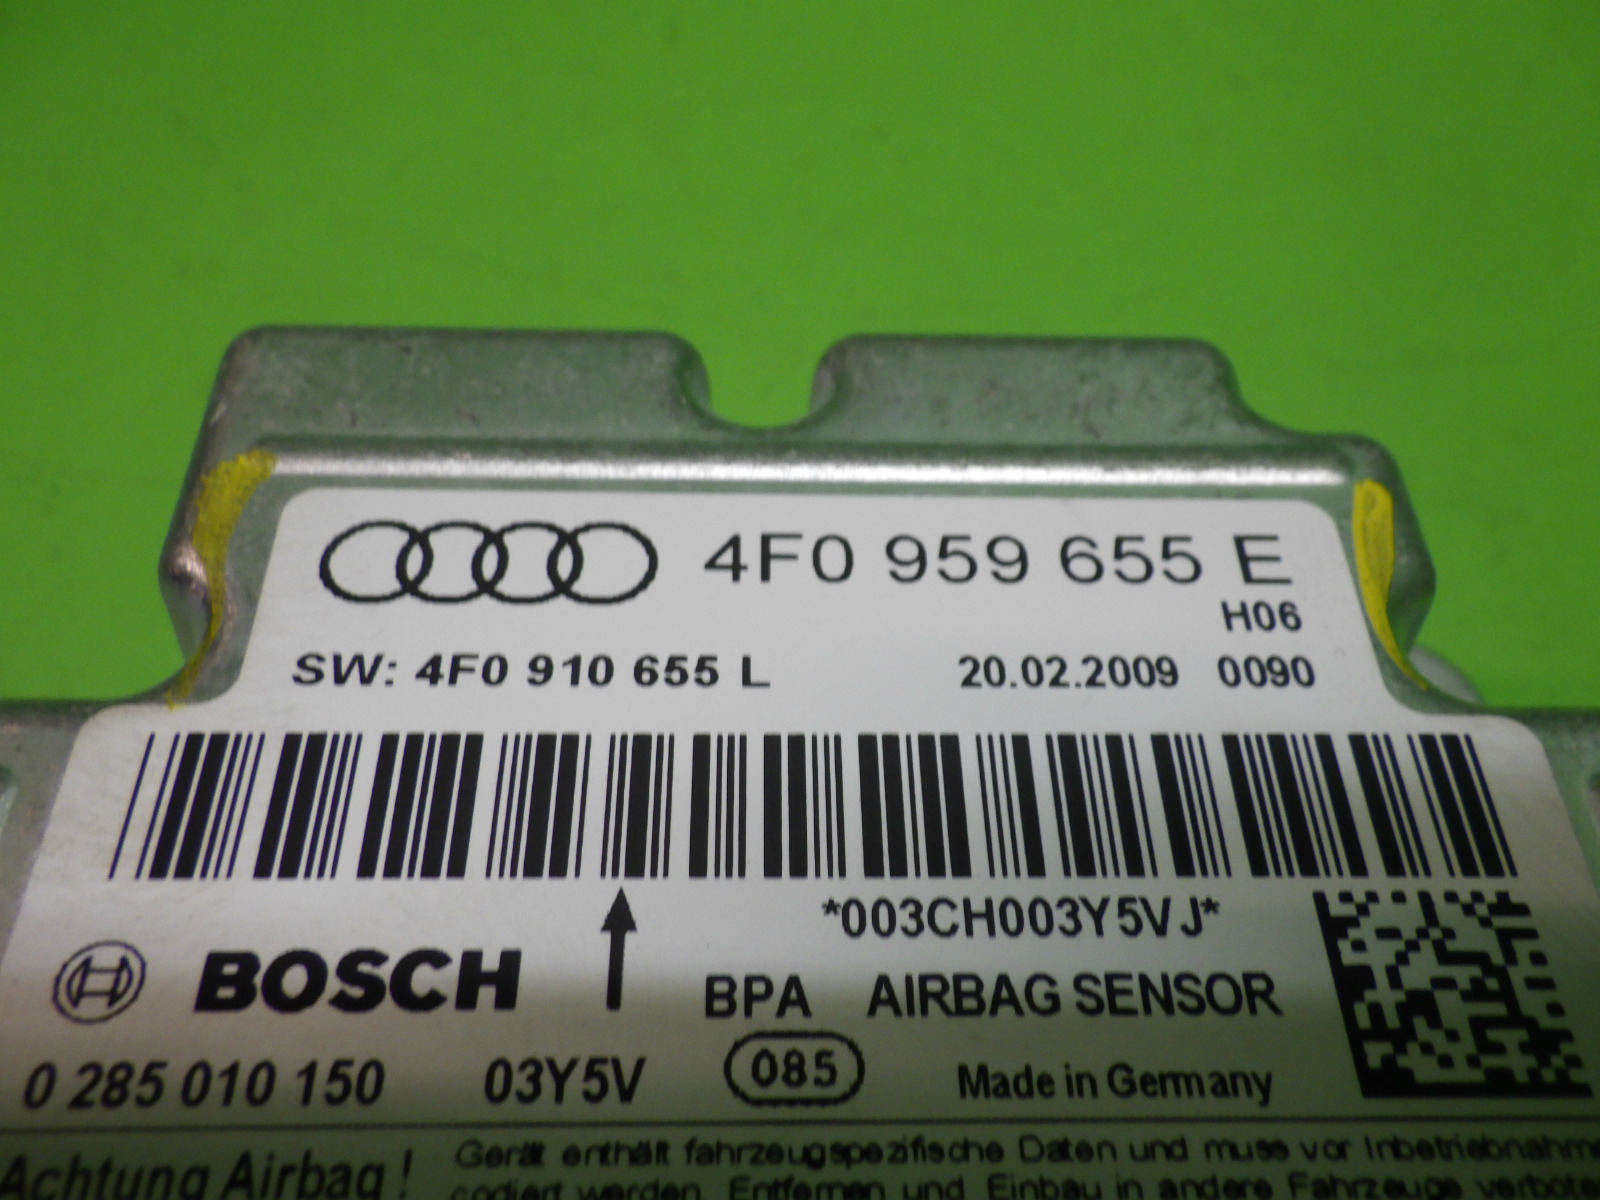 4F0 959 655 E
H06
SW: 4F0 910 655 L 20.02.2009 0090
*003CH003Y5VJ*
BOSCH BPA AIRBAG SENSOR
0 285 010 150 03Y5V 085 Made in Germany
Achtung Airbag! Gerät enthält fahrzeugspezifische Daten und muss vor Inbetriebnahme
codiert werden. Entfernen und Einbau in andere Fahrzeuge verboten